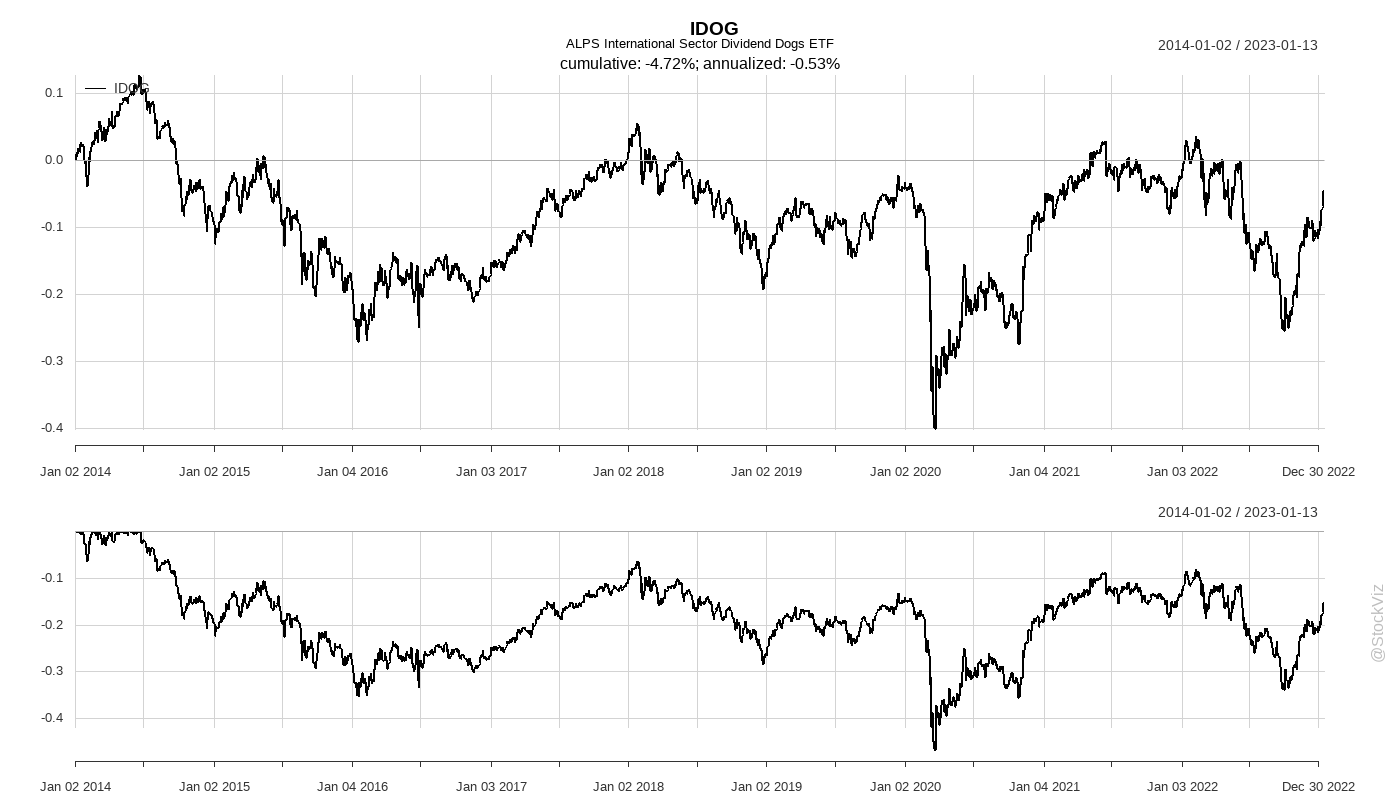 IDOG
ALPS International Sector Dividend Dogs ETF
cumulative: -4.72%; annualized: -0.53%
2014-01-02 / 2023-01-13
IDOG
0.1
0.0
-0.1
-0.2
-0.3
-0.4
Jan 02 2014 Jan 02 2015 Jan 04 2016 Jan 03 2017 Jan 02 2018 Jan 02 2019 Jan 02 2020 Jan 04 2021 Jan 03 2022 Dec 30 2022
2014-01-02 / 2023-01-13
-0.1
-0.2
-0.3
-0.4
Jan 02 2014 Jan 02 2015 Jan 04 2016 Jan 03 2017 Jan 02 2018 Jan 02 2019 Jan 02 2020 Jan 04 2021 Jan 03 2022 Dec 30 2022
@StockViz